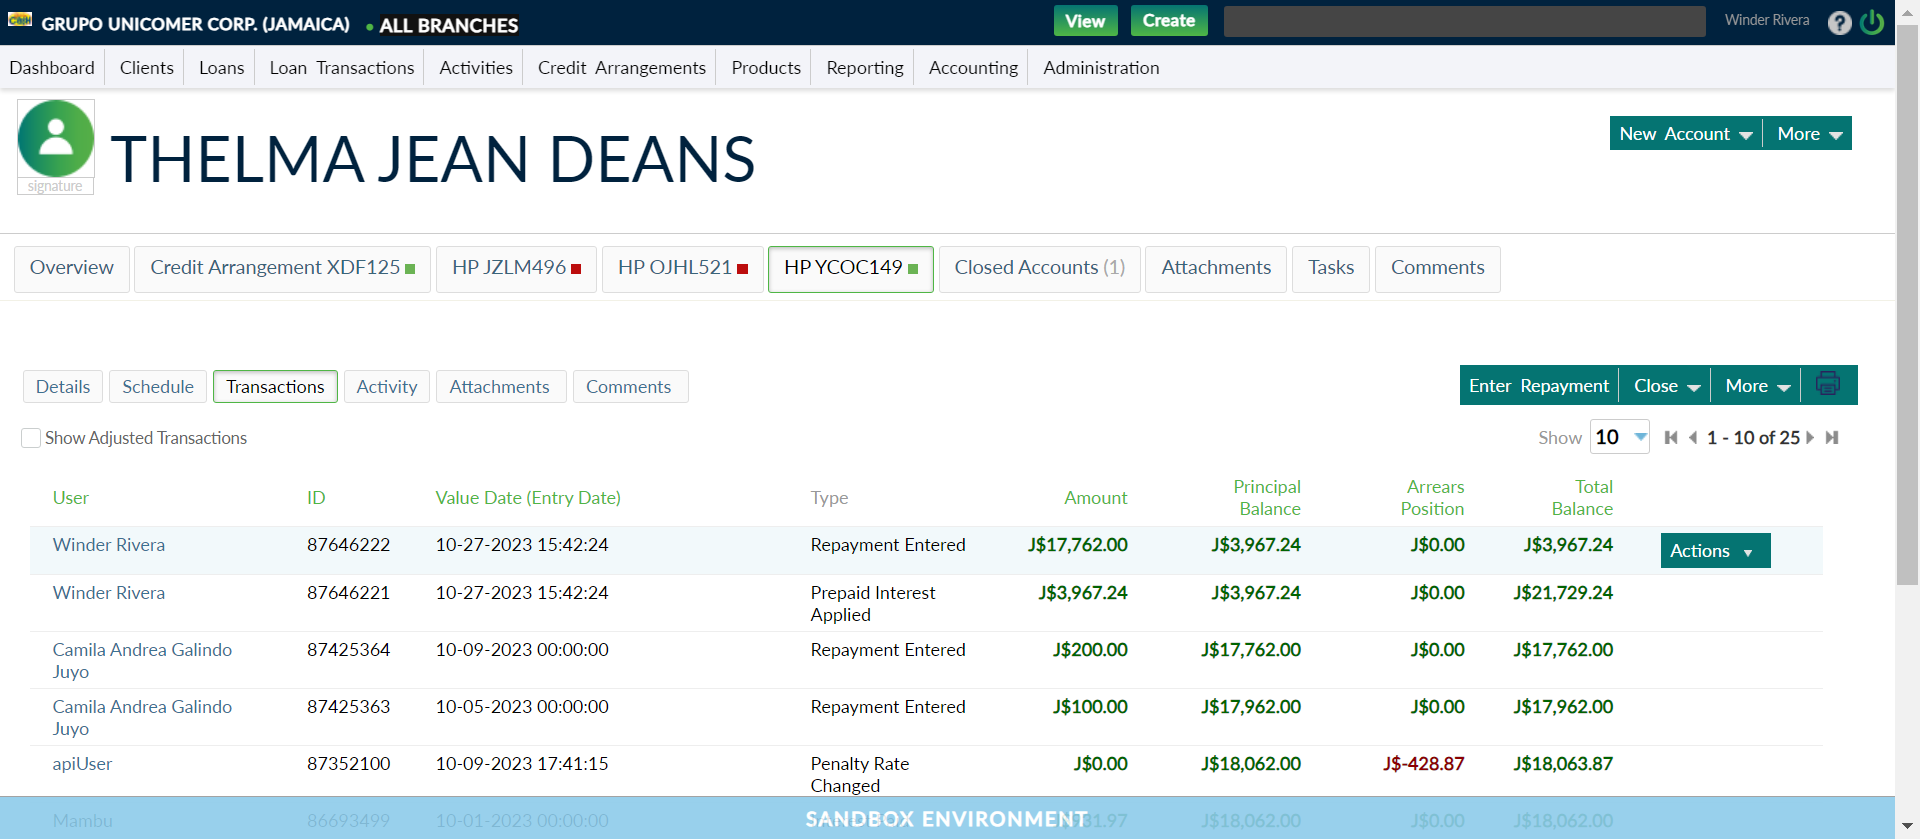 GRUPO UNICOMER CORP. (JAMAICA) ALL BRANCHES View Create Winder Rivera
Dashboard Clients Loans Loan Transactions Activities Credit Arrangements Products Reporting Accounting Administration
signature
THELMA JEAN DEANS
New Account More
Overview Credit Arrangement XDF125 HP JZLM496 HP OJHL521 HP YCOC149 Closed Accounts (1) Attachments Tasks Comments
Details Schedule Transactions Activity Attachments Comments
Enter Repayment Close More
Show Adjusted Transactions
Show 10 1 - 10 of 25
User ID Value Date (Entry Date) Type Amount Principal Balance Arrears Position Total Balance
Winder Rivera 87646222 10-27-2023 15:42:24 Repayment Entered J$17,762.00 J$3,967.24 J$0.00 J$3,967.24 Actions
Winder Rivera 87646221 10-27-2023 15:42:24 Prepaid Interest Applied J$3,967.24 J$3,967.24 J$0.00 J$21,729.24
Camila Andrea Galindo Juyo 87425364 10-09-2023 00:00:00 Repayment Entered J$200.00 J$17,762.00 J$0.00 J$17,762.00
Camila Andrea Galindo Juyo 87425363 10-05-2023 00:00:00 Repayment Entered J$100.00 J$17,962.00 J$0.00 J$17,962.00
apiUser 87352100 10-09-2023 17:41:15 Penalty Rate Changed J$0.00 J$18,062.00 J$-428.87 J$18,063.87
Mambu 86693499 10-01-2023 00:00:00 J$18,062.00 J$0.00 J$18,062.00
SANDBOX ENVIRONMENT